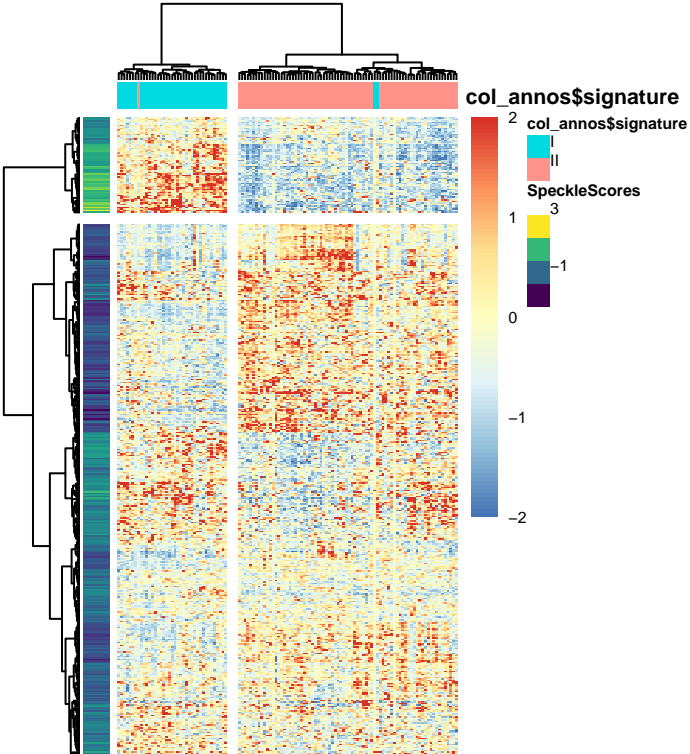 col_annos$signature
2
1
0
−1
−2
col_annos$signature
I
II
SpeckleScores
3
−1